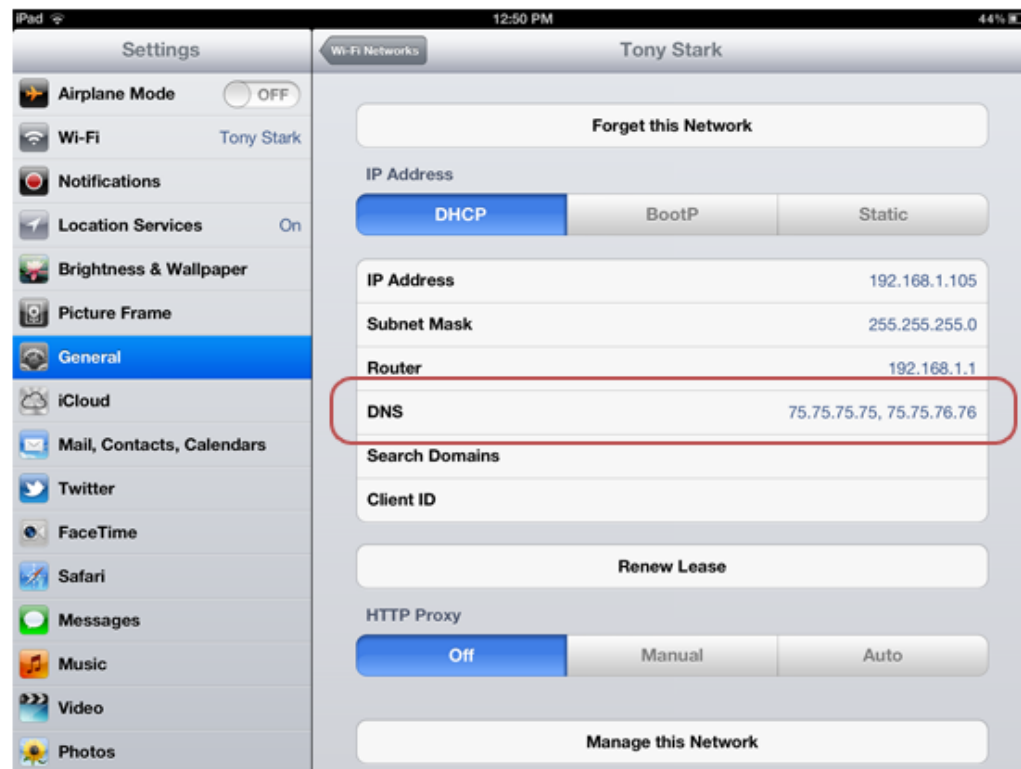 iPad 12:50 PM 44%
Settings
Airplane Mode OFF
Wi-Fi Tony Stark
Notifications
Location Services On
Brightness & Wallpaper
Picture Frame
General
iCloud
Mail, Contacts, Calendars
Twitter
FaceTime
Safari
Messages
Music
Video
Photos
Wi-Fi Networks Tony Stark
Forget this Network
IP Address
DHCP BootP Static
IP Address 192.168.1.105
Subnet Mask 255.255.255.0
Router 192.168.1.1
DNS 75.75.75.75, 75.75.76.76
Search Domains
Client ID
Renew Lease
HTTP Proxy
Off Manual Auto
Manage this Network